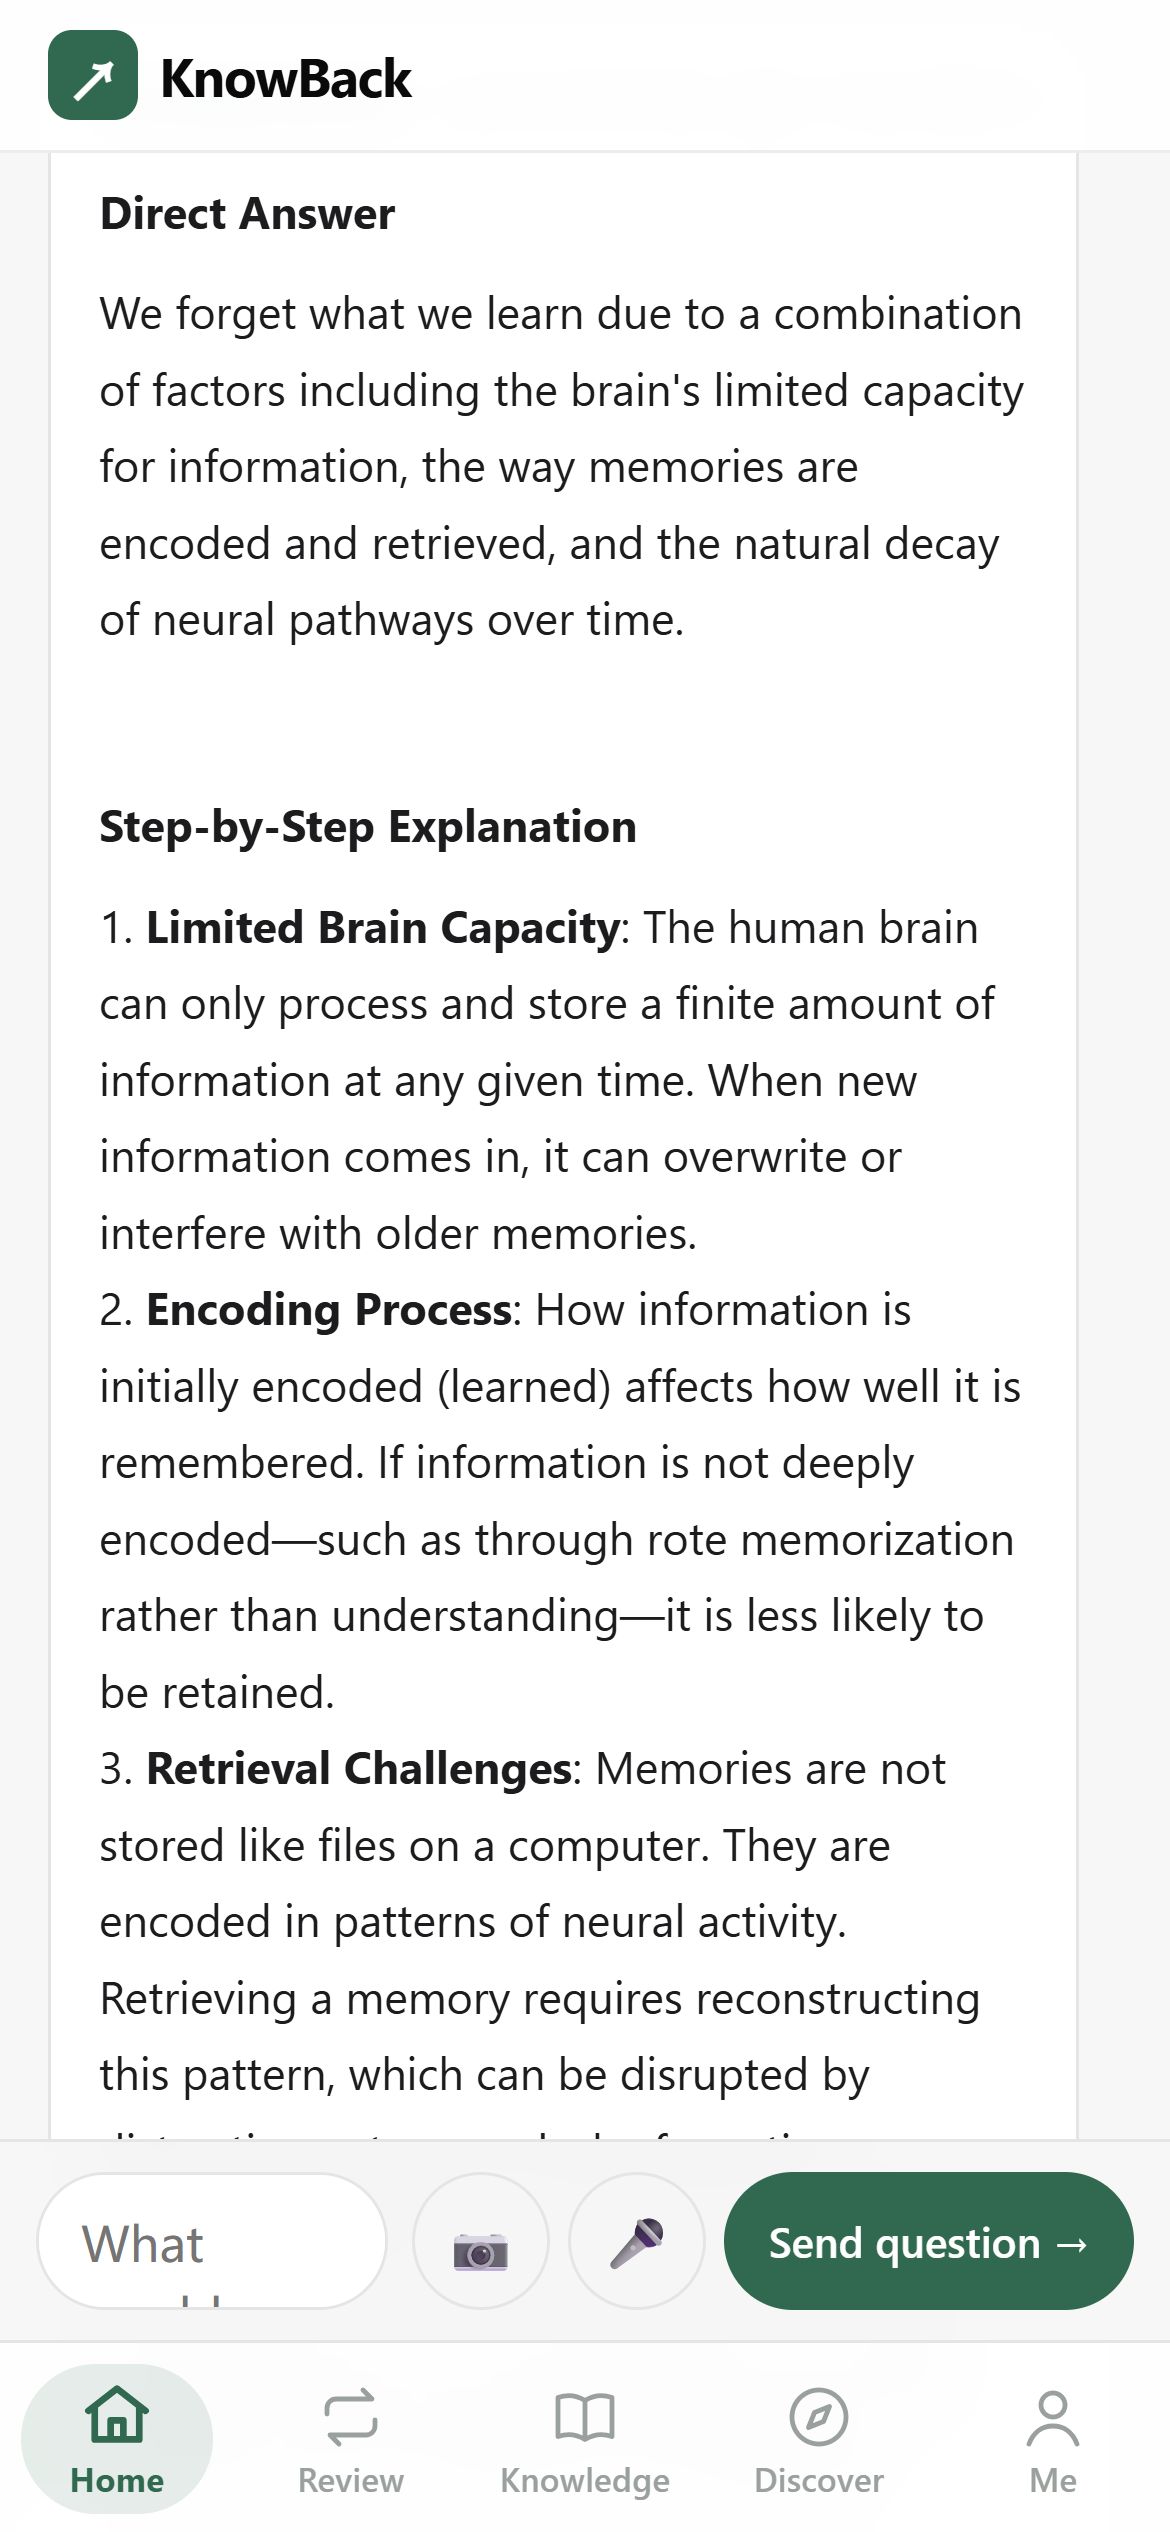 KnowBack
Direct Answer
We forget what we learn due to a combination
of factors including the brain's limited capacity
for information, the way memories are
encoded and retrieved, and the natural decay
of neural pathways over time.
Step-by-Step Explanation
1. Limited Brain Capacity: The human brain
can only process and store a finite amount of
information at any given time. When new
information comes in, it can overwrite or
interfere with older memories.
2. Encoding Process: How information is
initially encoded (learned) affects how well it is
remembered. If information is not deeply
encoded—such as through rote memorization
rather than understanding—it is less likely to
be retained.
3. Retrieval Challenges: Memories are not
stored like files on a computer. They are
encoded in patterns of neural activity.
Retrieving a memory requires reconstructing
this pattern, which can be disrupted by
What
Send question →
Home
Review
Knowledge
Discover
Me